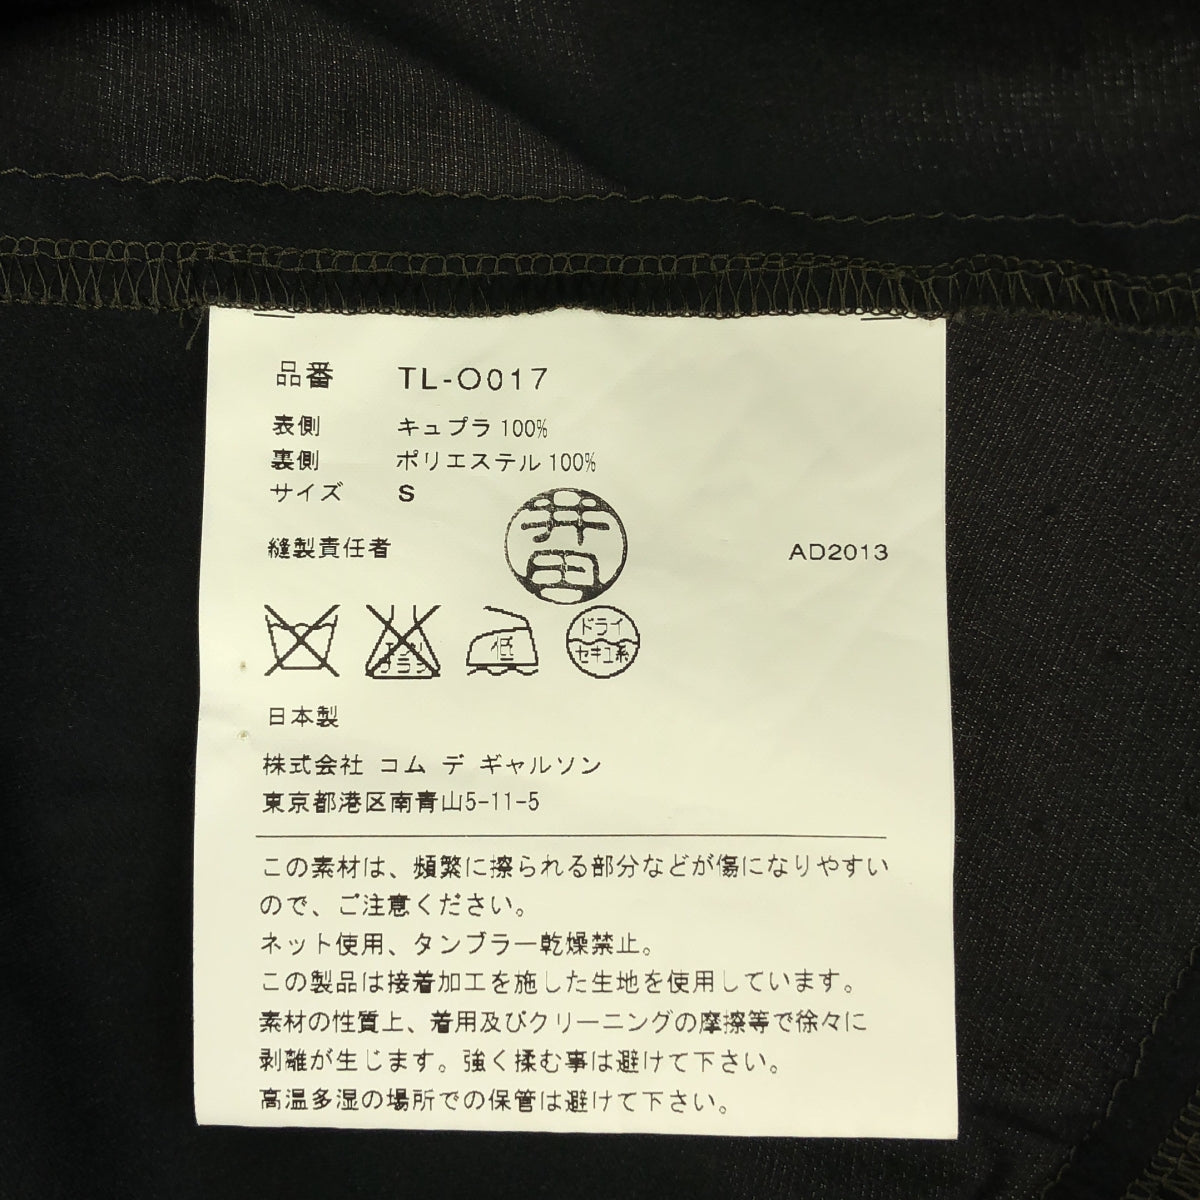 品番 TL-O017
表側 キュプラ 100%
裏側 ポリエステル 100%
サイズ S
縫製責任者 井田 AD2013
エンソ サラシ 低 ドライ セキユ系
日本製
株式会社 コム デ ギャルソン
東京都港区南青山5-11-5
この素材は、頻繁に擦られる部分などが傷になりやすい
ので、ご注意ください。
ネット使用、タンブラー乾燥禁止。
この製品は接着加工を施した生地を使用しています。
素材の性質上、着用及びクリーニングの摩擦等で徐々に
剥離が生じます。強く揉む事は避けて下さい。
高温多湿の場所での保管は避けて下さい。